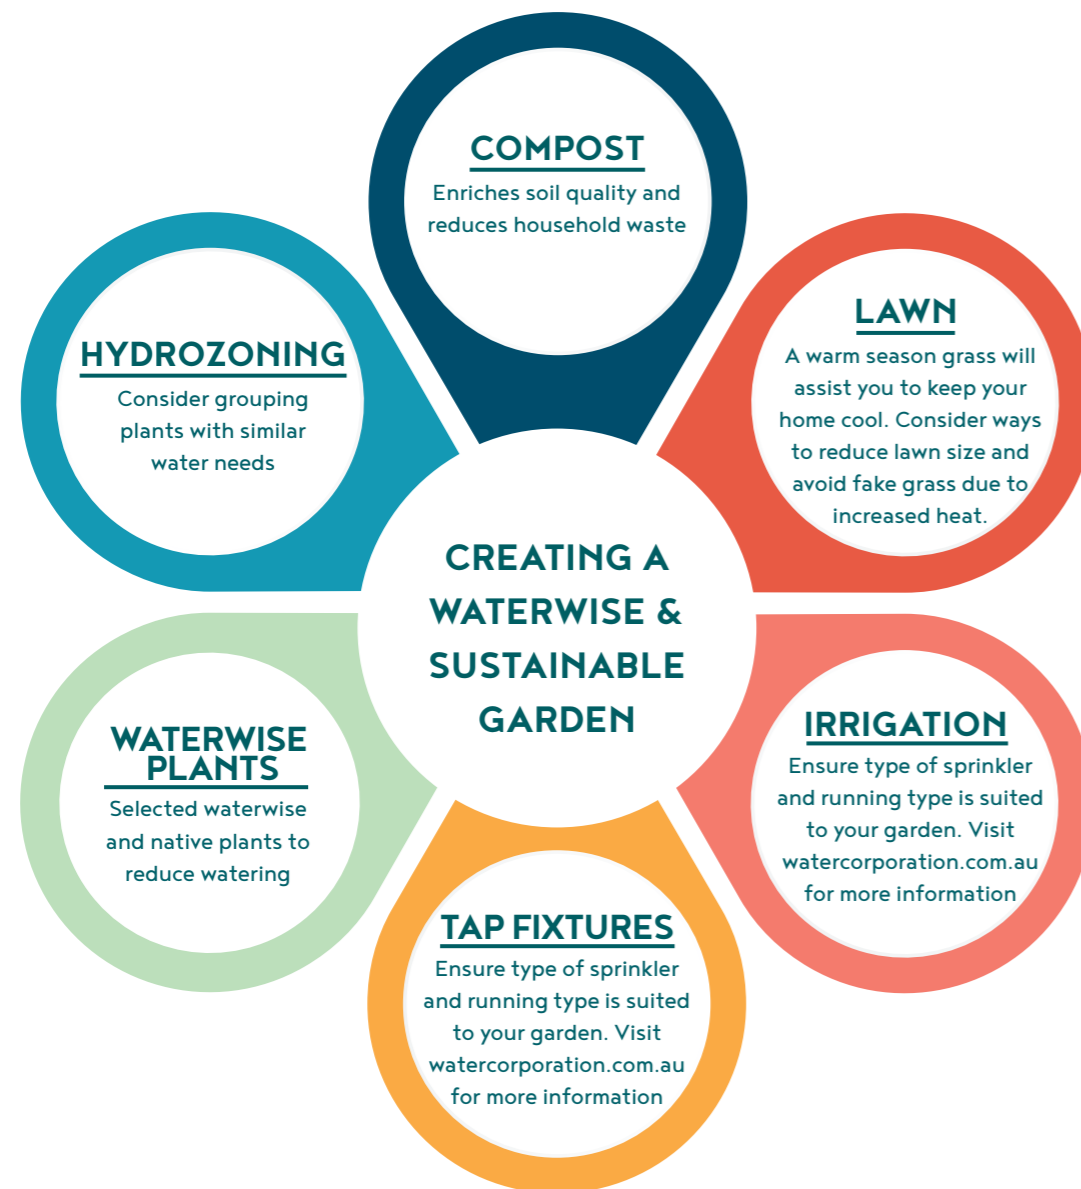 COMPOST
Enriches soil quality and
reduces household waste
LAWN
A warm season grass will
assist you to keep your
home cool. Consider ways
to reduce lawn size and
avoid fake grass due to
increased heat.
HYDROZONING
Consider grouping
plants with similar
water needs
CREATING A
WATERWISE &
SUSTAINABLE
GARDEN
WATERWISE
PLANTS
Selected waterwise
and native plants to
reduce watering
IRRIGATION
Ensure type of sprinkler
and running type is suited
to your garden. Visit
watercorporation.com.au
for more information
TAP FIXTURES
Ensure type of sprinkler
and running type is suited
to your garden. Visit
watercorporation.com.au
for more information